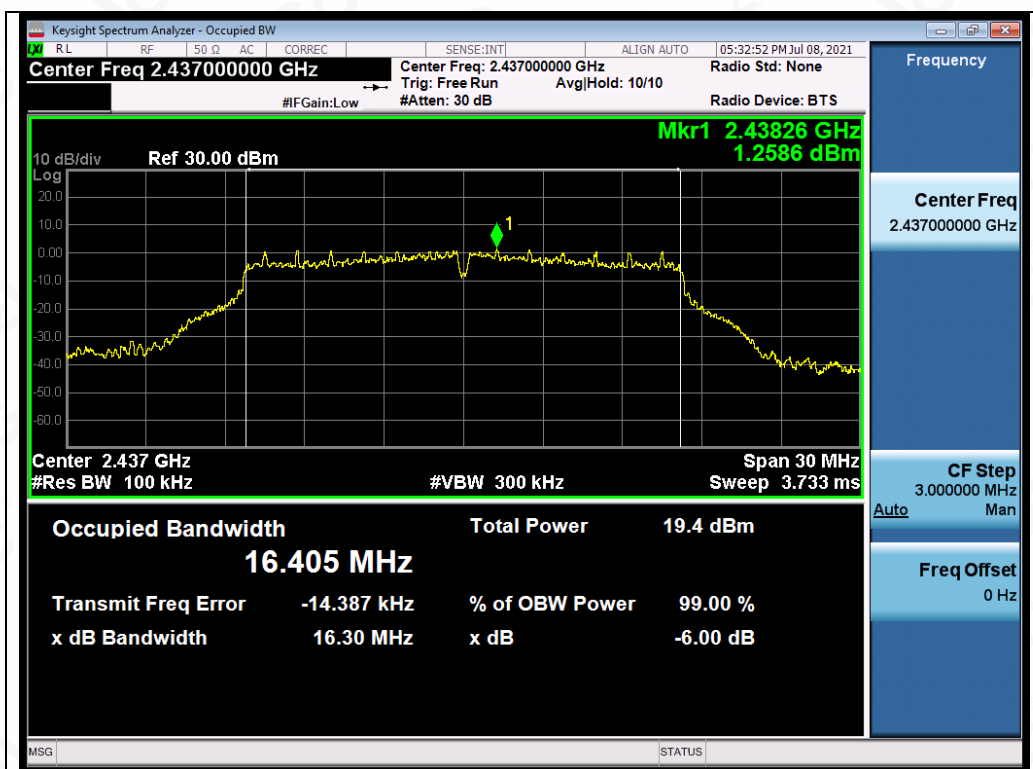 Keysight Spectrum Analyzer - Occupied BW
LXI RL RF 50 Ω AC CORREC SENSE:INT ALIGN AUTO 05:32:52 PM Jul 08, 2021
Center Freq 2.437000000 GHz
Center Freq: 2.437000000 GHz Radio Std: None
Trig: Free Run Avg|Hold: 10/10
#IFGain:Low #Atten: 30 dB Radio Device: BTS
Mkr1 2.43826 GHz
1.2586 dBm
10 dB/div Ref 30.00 dBm
Log
20.0
10.0
1
0.00
-10.0
-20.0
-30.0
-40.0
-50.0
-60.0
Center 2.437 GHz Span 30 MHz
#Res BW 100 kHz #VBW 300 kHz Sweep 3.733 ms
Occupied Bandwidth Total Power 19.4 dBm
16.405 MHz
Transmit Freq Error -14.387 kHz % of OBW Power 99.00 %
x dB Bandwidth 16.30 MHz x dB -6.00 dB
Frequency
Center Freq
2.437000000 GHz
CF Step
3.000000 MHz
Auto Man
Freq Offset
0 Hz
MSG STATUS